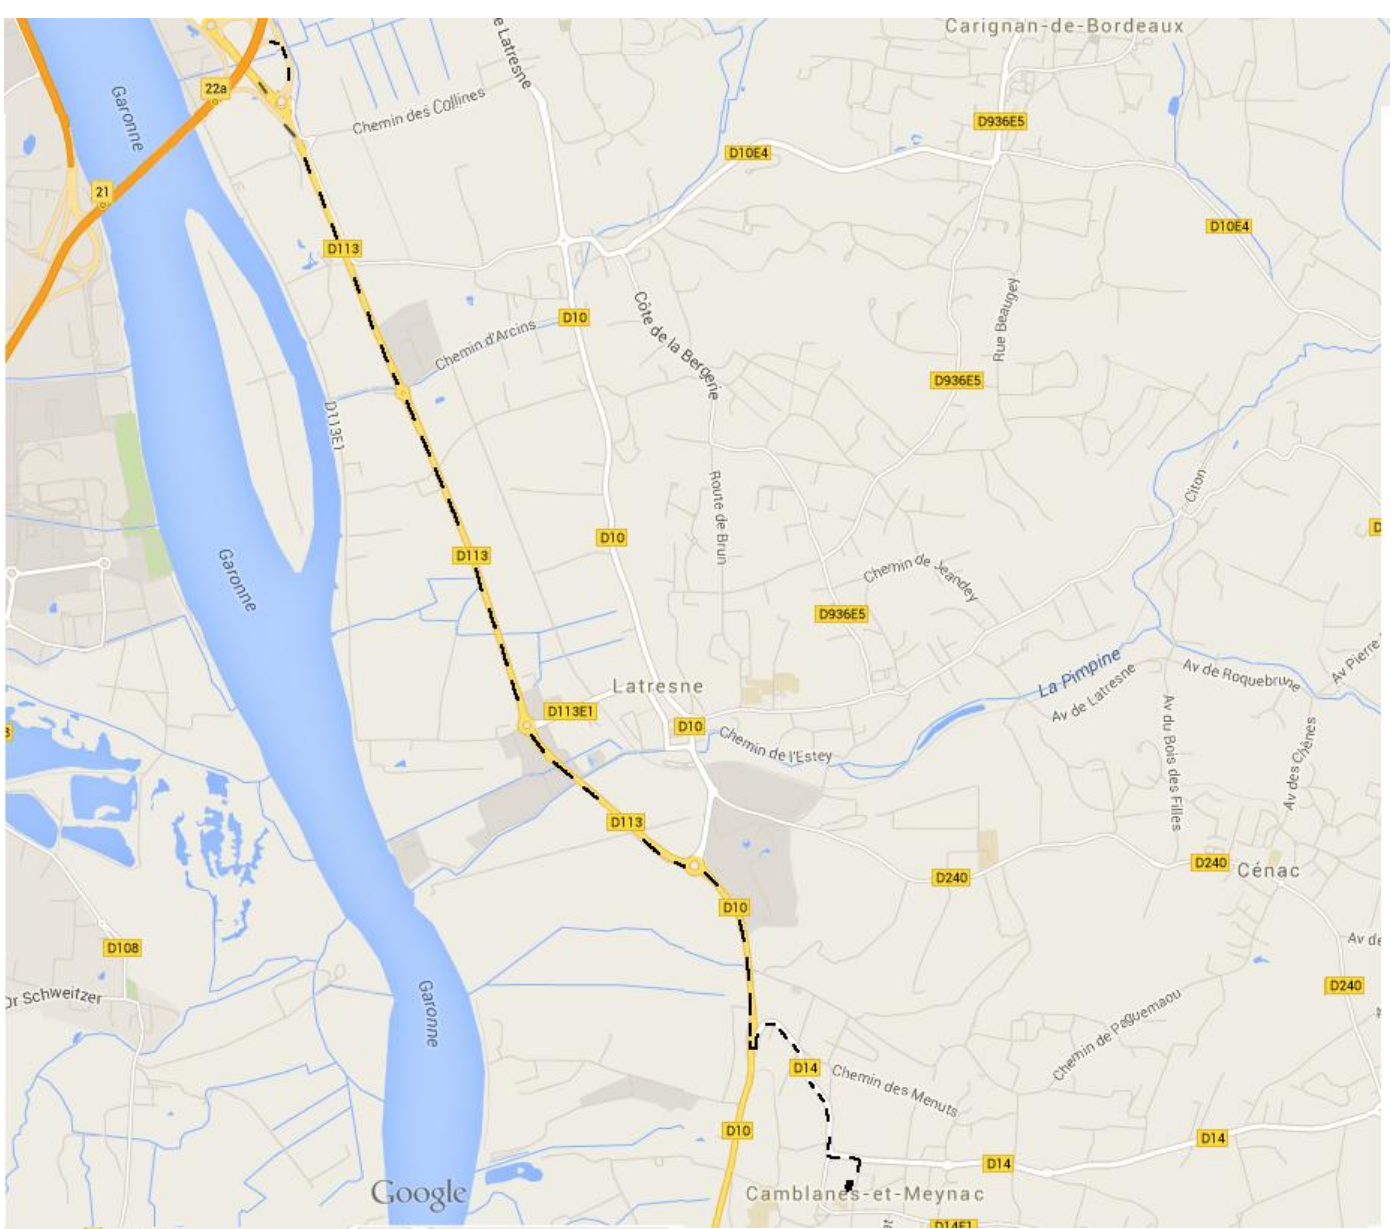 Carignan-de-Bordeaux
e Latresne
22a
Garonne
Chemin des Collines
D936E5
D10E4
21
D10E4
D113
Rue Beaugey
D10
Côte de la Bergerie
Chemin d'Arcins
D936E5
D113E1
Citon
Route de Brun
D
D10
D113
Garonne
Chemin de Jeandey
D936E5
La Pimpine
Av de Latresne
Av de Roquebrune
Av Pierre
Latresne
D113E1
D10
Chemin de l'Estey
Av du Bois des Filles
Av des Chênes
D113
D240
Cénac
D240
D10
Av de
D108
Dr Schweitzer
D240
Garonne
Chemin de Peguemaou
D14
Chemin des Menuts
D10
D14
D14
Google
Camblanes-et-Meynac
D14E1